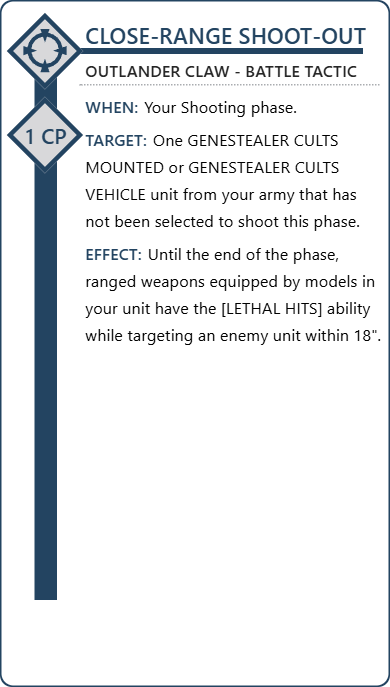 CLOSE-RANGE SHOOT-OUT
OUTLANDER CLAW - BATTLE TACTIC
WHEN: Your Shooting phase.
1 CP
TARGET: One GENESTEALER CULTS
MOUNTED or GENESTEALER CULTS
VEHICLE unit from your army that has
not been selected to shoot this phase.
EFFECT: Until the end of the phase,
ranged weapons equipped by models in
your unit have the [LETHAL HITS] ability
while targeting an enemy unit within 18".